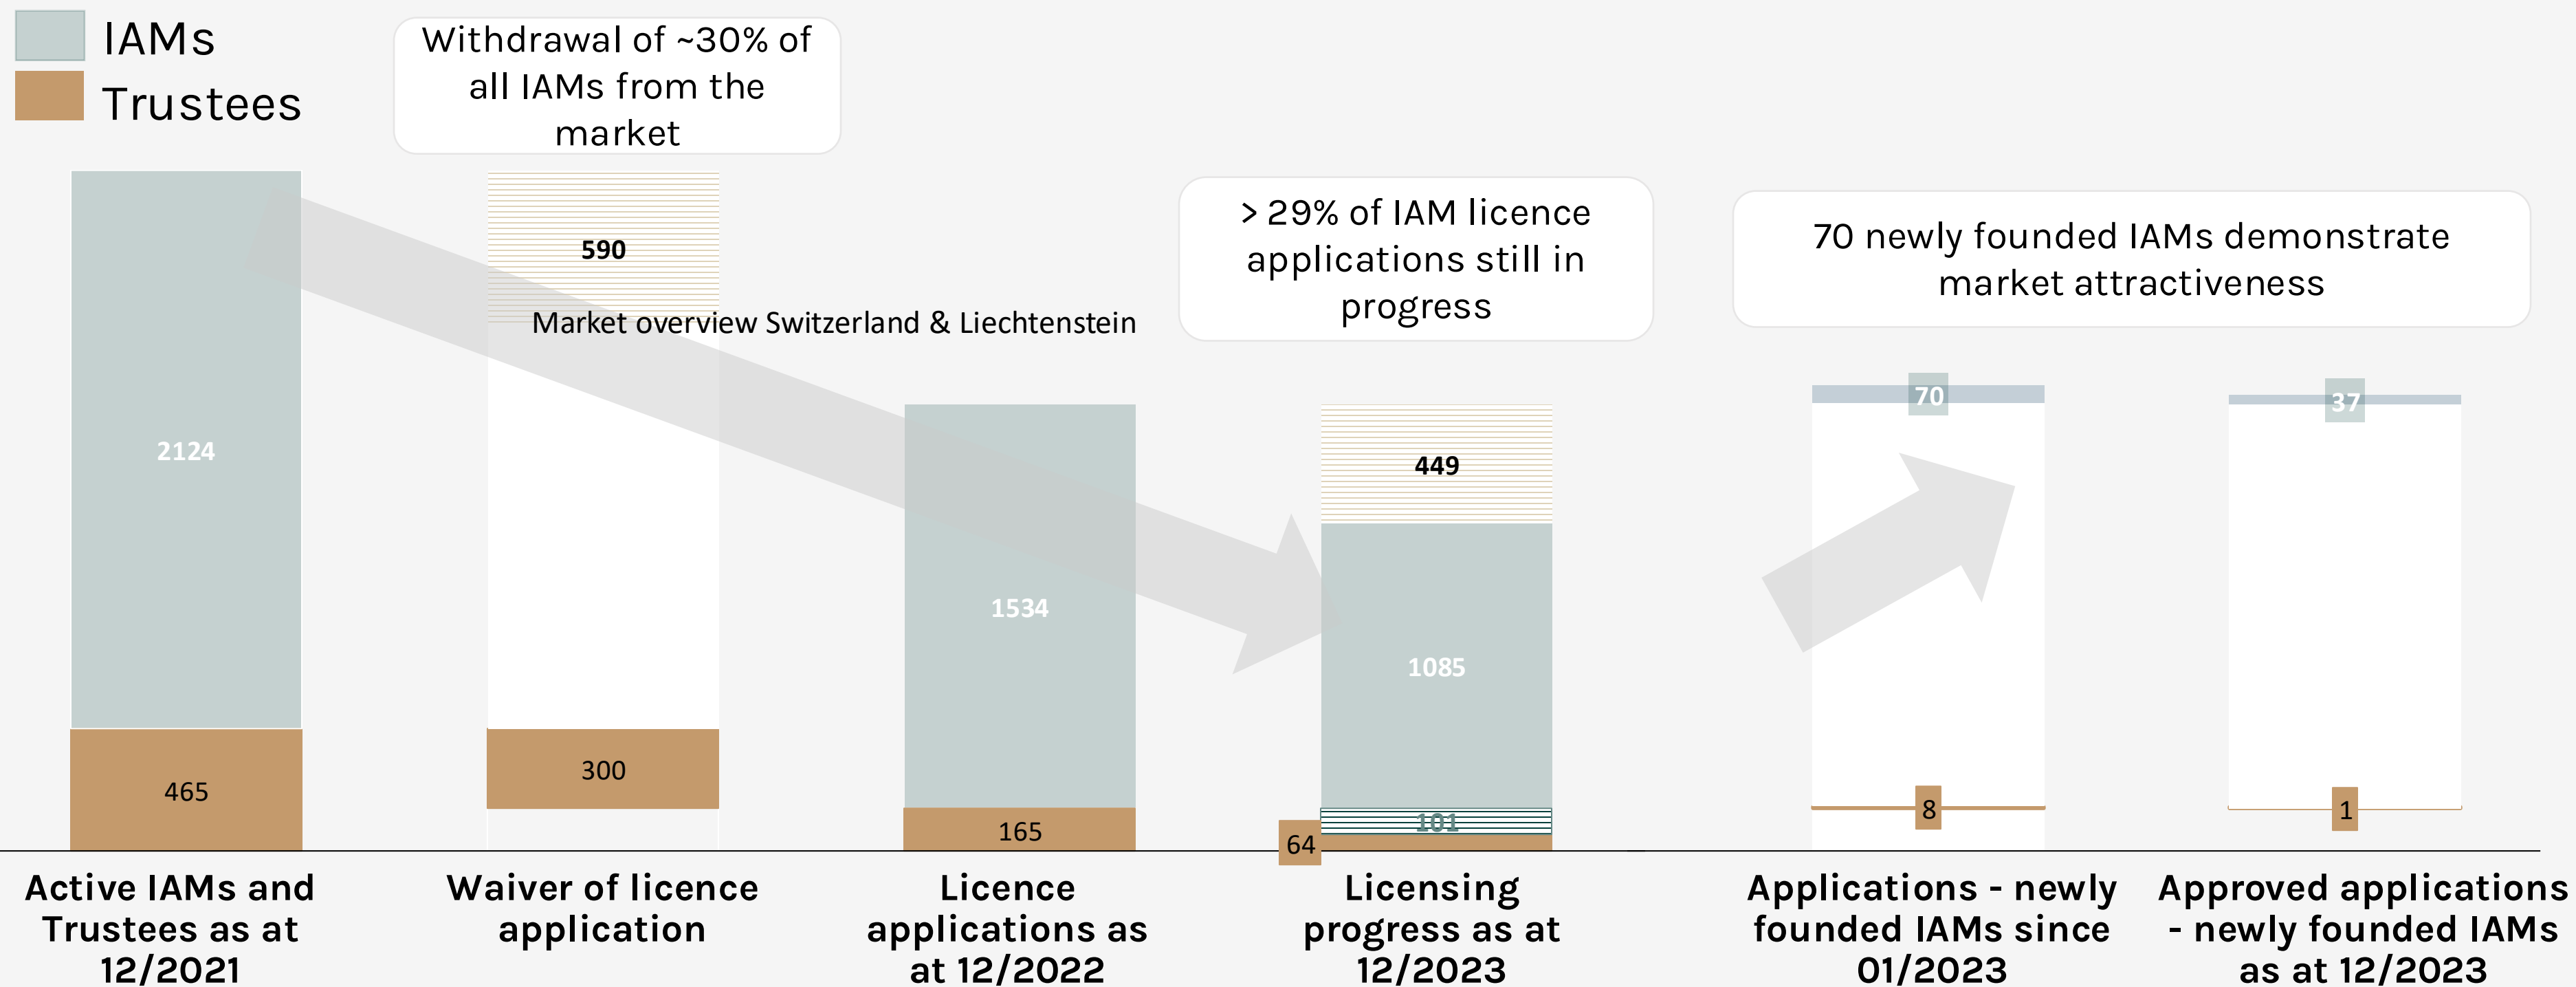 IAMs
Trustees
Withdrawal of ~30% of
all IAMs from the
market
> 29% of IAM licence
applications still in
progress
70 newly founded IAMs demonstrate
market attractiveness
Market overview Switzerland & Liechtenstein
2124
465
590
300
1534
165
449
1085
101
64
70
8
37
1
Active IAMs and
Trustees as at
12/2021
Waiver of licence
application
Licence
applications as
at 12/2022
Licensing
progress as at
12/2023
Applications - newly
founded IAMs since
01/2023
Approved applications
- newly founded IAMs
as at 12/2023